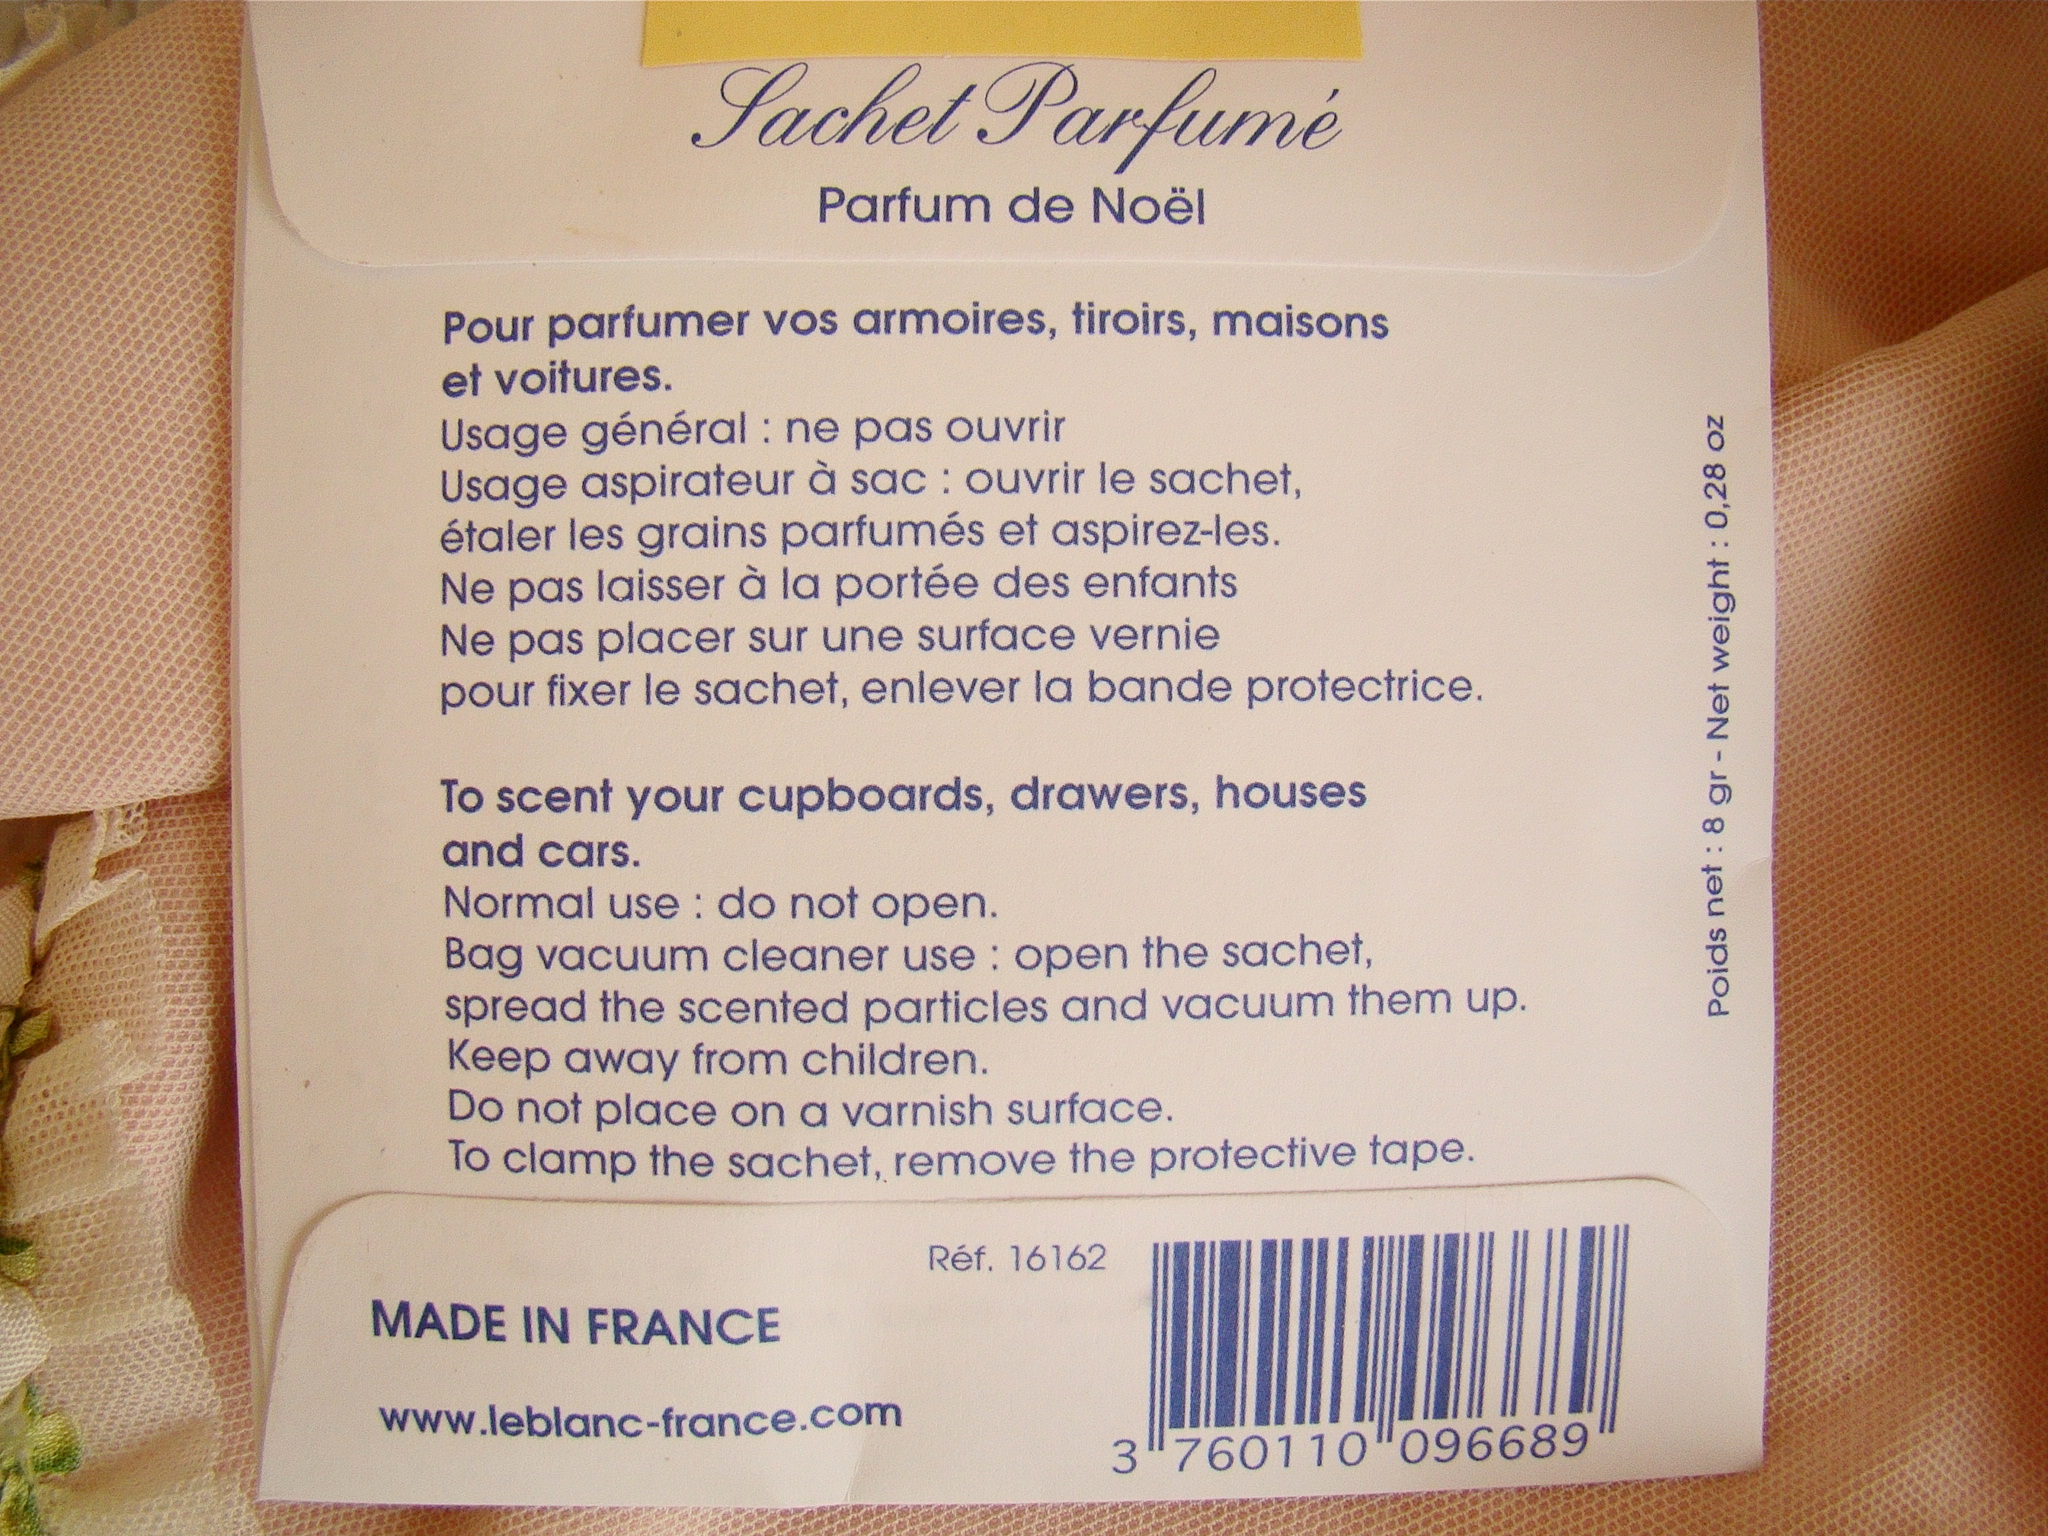 Sachet Parfumé
Parfum de Noël
Pour parfumer vos armoires, tiroirs, maisons
et voitures.
Usage général : ne pas ouvrir
Usage aspirateur à sac : ouvrir le sachet,
étaler les grains parfumés et aspirez-les.
Ne pas laisser à la portée des enfants
Ne pas placer sur une surface vernie
pour fixer le sachet, enlever la bande protectrice.
To scent your cupboards, drawers, houses
and cars.
Normal use : do not open.
Bag vacuum cleaner use : open the sachet,
spread the scented particles and vacuum them up.
Keep away from children.
Do not place on a varnish surface.
To clamp the sachet, remove the protective tape.
Poids net : 8 gr - Net weight : 0,28 oz
Réf. 16162
MADE IN FRANCE
www.leblanc-france.com
3 760110 096689